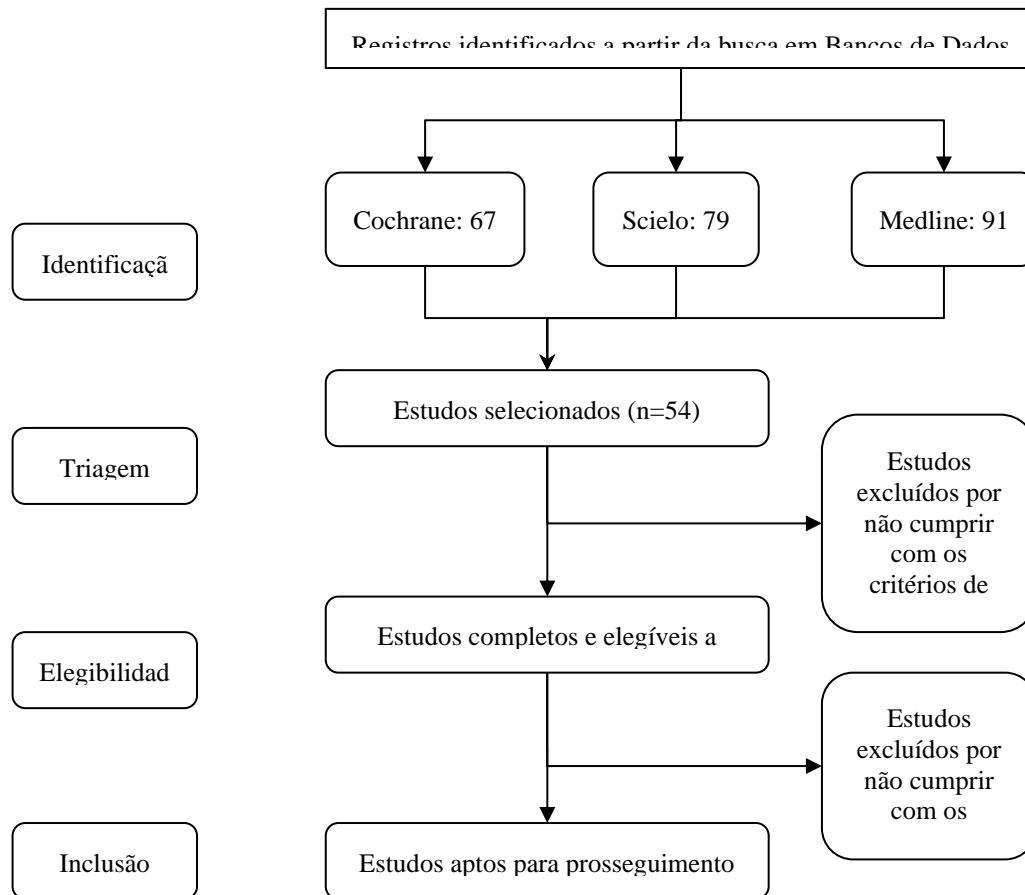 Registros identificados a partir da busca em Bancos de Dados
Cochrane: 67
Scielo: 79
Medline: 91
Identificaçã
Estudos selecionados (n=54)
Triagem
Estudos
excluídos por
não cumprir
com os
critérios de
Estudos completos e elegíveis a
Elegibilidad
Estudos
excluídos por
não cumprir
com os
Inclusão
Estudos aptos para prosseguimento